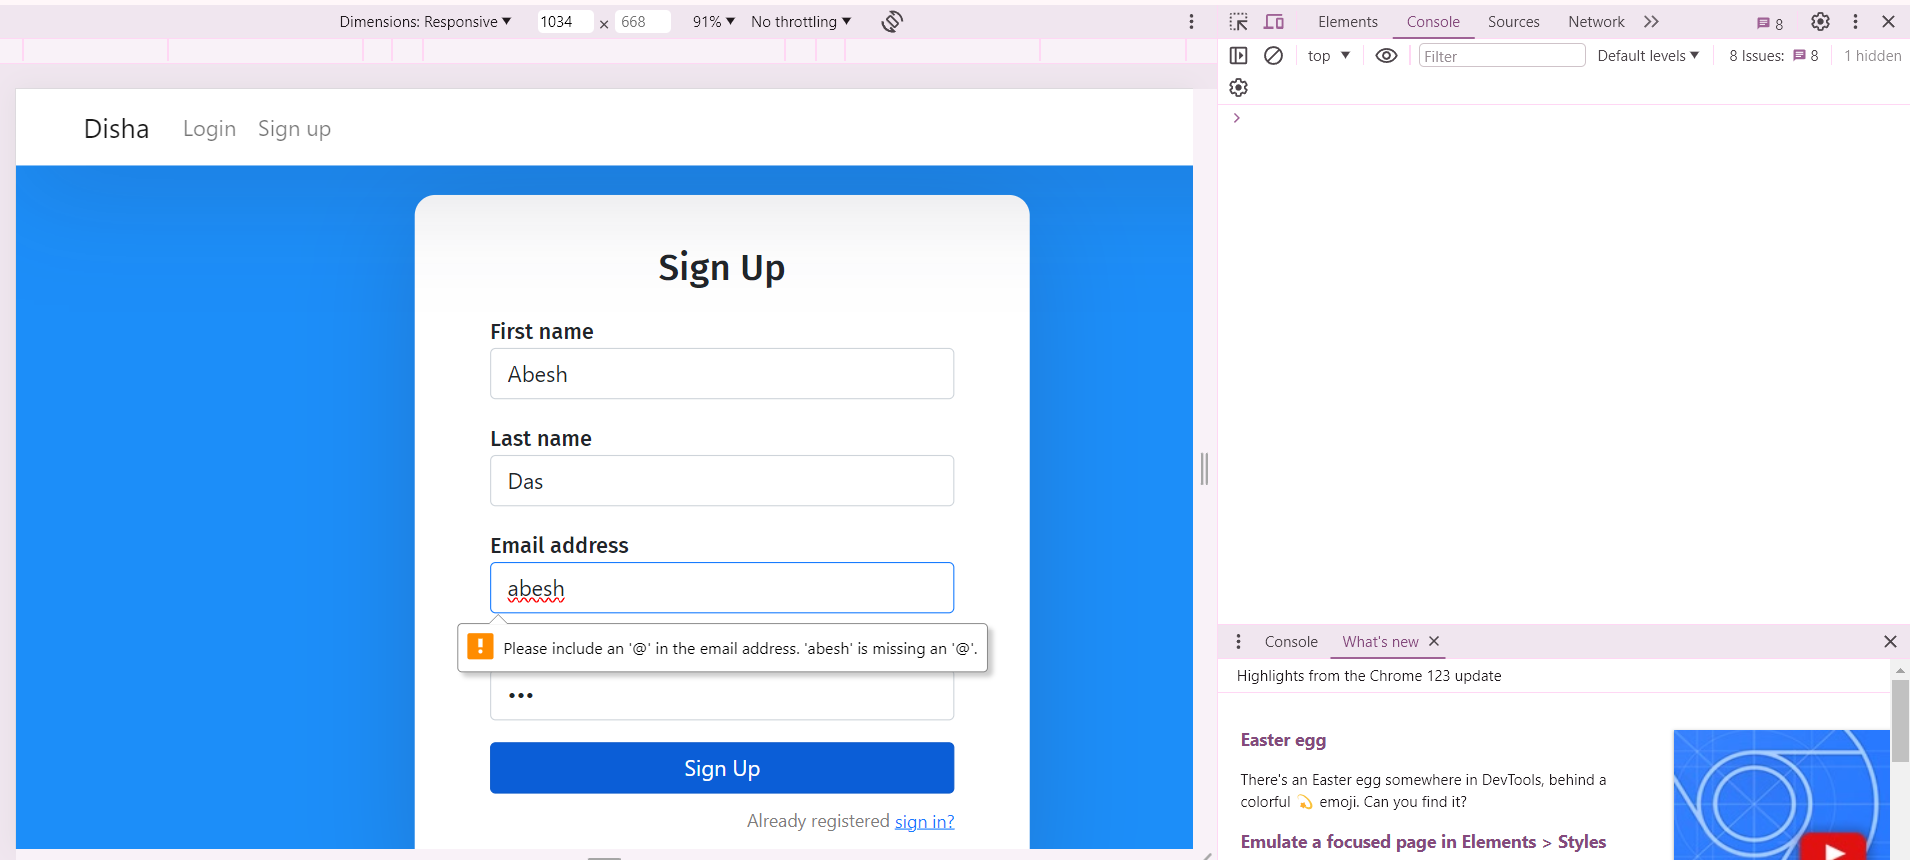 Dimensions: Responsive ▼ 1034 × 668 91% ▼ No throttling ▼
Elements Console Sources Network 8
top ▼ Filter Default levels ▼ 8 Issues: 8 1 hidden
Disha Login Sign up
Sign Up
First name
Abesh
Last name
Das
Email address
abesh
Please include an '@' in the email address. 'abesh' is missing an '@'.
•••
Sign Up
Already registered sign in?
Console What's new
Highlights from the Chrome 123 update
Easter egg
There's an Easter egg somewhere in DevTools, behind a
colorful 💫 emoji. Can you find it?
Emulate a focused page in Elements > Styles